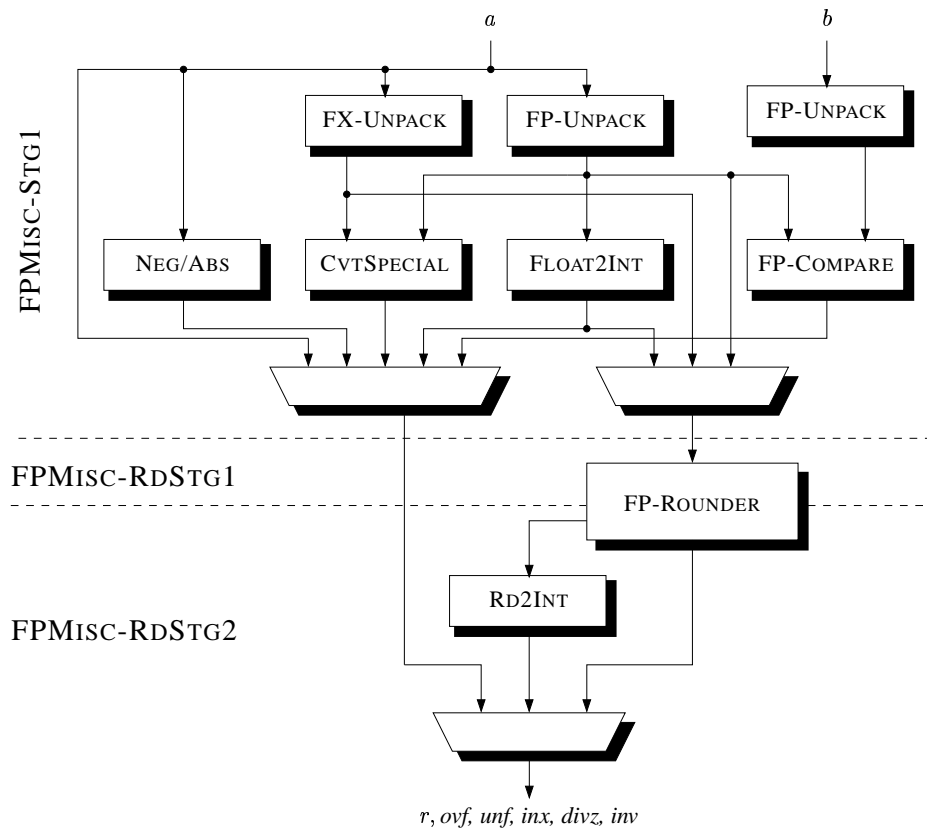 a b
FX-UNPACK FP-UNPACK FP-UNPACK
FPMISC-STG1
NEG/ABS CVTSPECIAL FLOAT2INT FP-COMPARE
FPMISC-RDSTG1
FP-ROUNDER
RD2INT
FPMISC-RDSTG2
r, ovf, unf, inx, divz, inv